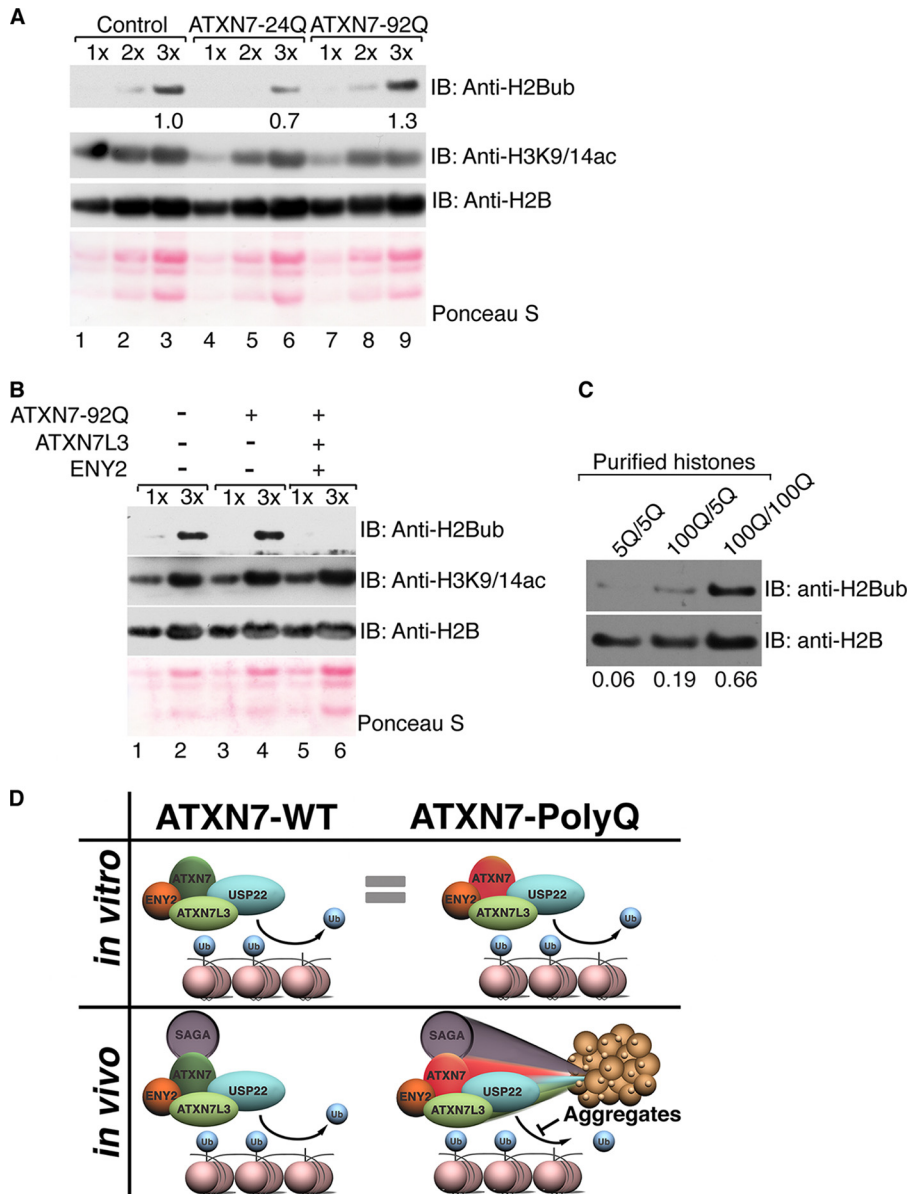 A
Control ATXN7-24Q ATXN7-92Q
1x 2x 3x 1x 2x 3x 1x 2x 3x
IB: Anti-H2Bub
1.0 0.7 1.3
IB: Anti-H3K9/14ac
IB: Anti-H2B
Ponceau S
1 2 3 4 5 6 7 8 9
B
ATXN7-92Q - + +
ATXN7L3 - - +
ENY2 - - +
1x 3x 1x 3x 1x 3x
IB: Anti-H2Bub
IB: Anti-H3K9/14ac
IB: Anti-H2B
Ponceau S
1 2 3 4 5 6
C
Purified histones
5Q/5Q 100Q/5Q 100Q/100Q
IB: anti-H2Bub
IB: anti-H2B
0.06 0.19 0.66
D
ATXN7-WT ATXN7-PolyQ
in vitro
ATXN7
ENY2 USP22
ATXN7L3
Ub
Ub Ub
=
ATXN7
ENY2 USP22
ATXN7L3
Ub
Ub Ub
in vivo
SAGA
ATXN7
ENY2 USP22
ATXN7L3
Ub
Ub Ub
SAGA
ATXN7
ENY2 USP22
ATXN7L3
Aggregates
Ub Ub Ub